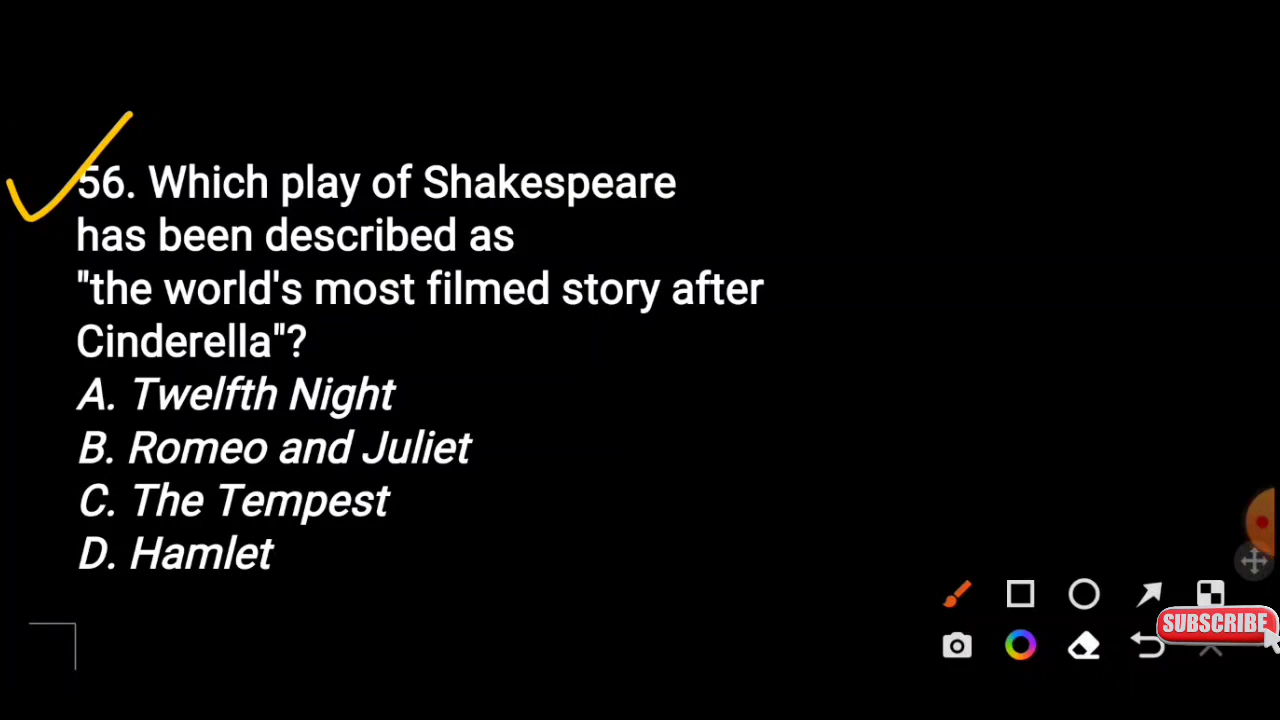 56. Which play of Shakespeare
has been described as
"the world's most filmed story after
Cinderella"?
A. Twelfth Night
B. Romeo and Juliet
C. The Tempest
D. Hamlet
SUBSCRIBE